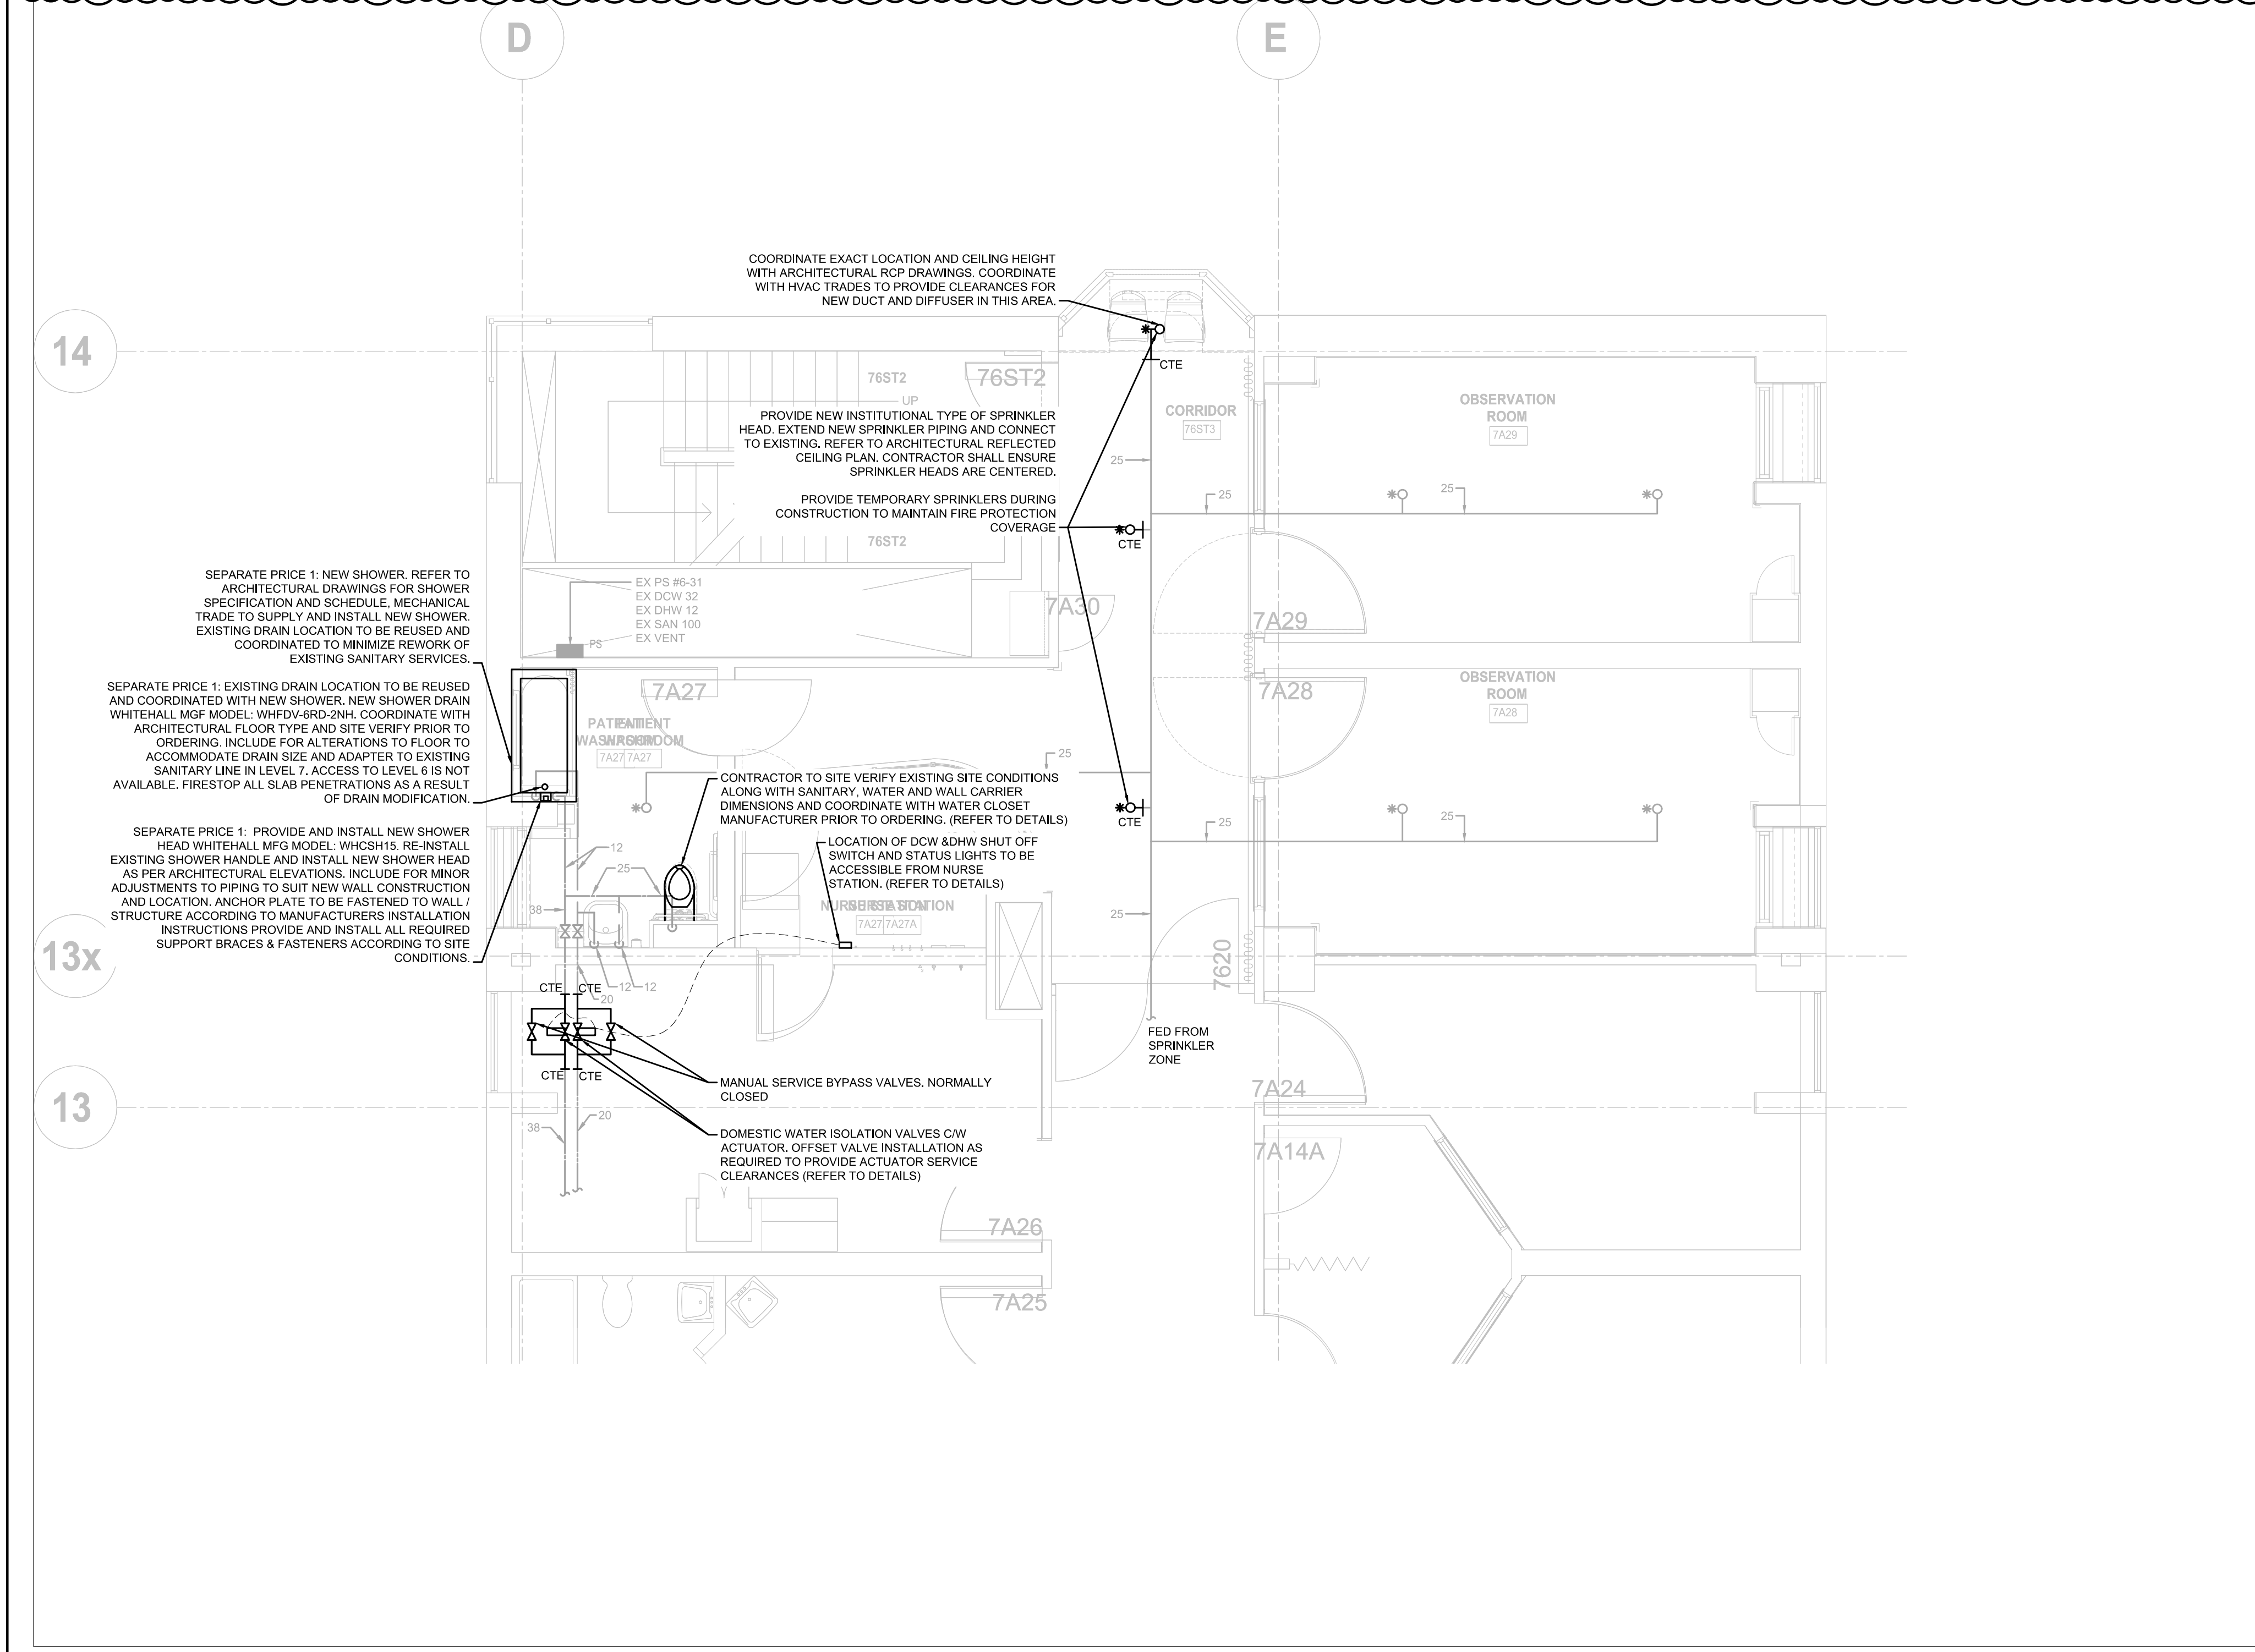 D
E
COORDINATE EXACT LOCATION AND CEILING HEIGHT
WITH ARCHITECTURAL RCP DRAWINGS. COORDINATE
WITH HVAC TRADES TO PROVIDE CLEARANCES FOR
NEW DUCT AND DIFFUSER IN THIS AREA.
14
CTE
76ST2
76ST2
UP
CORRIDOR
76ST3
OBSERVATION
ROOM
7A29
PROVIDE NEW INSTITUTIONAL TYPE OF SPRINKLER
HEAD. EXTEND NEW SPRINKLER PIPING AND CONNECT
TO EXISTING. REFER TO ARCHITECTURAL REFLECTED
CEILING PLAN. CONTRACTOR SHALL ENSURE
SPRINKLER HEADS ARE CENTERED.
25
25
25
PROVIDE TEMPORARY SPRINKLERS DURING
CONSTRUCTION TO MAINTAIN FIRE PROTECTION
COVERAGE
CTE
76ST2
SEPARATE PRICE 1: NEW SHOWER. REFER TO
ARCHITECTURAL DRAWINGS FOR SHOWER
SPECIFICATION AND SCHEDULE, MECHANICAL
TRADE TO SUPPLY AND INSTALL NEW SHOWER.
EXISTING DRAIN LOCATION TO BE REUSED AND
COORDINATED TO MINIMIZE REWORK OF
EXISTING SANITARY SERVICES.
EX PS #6-31
EX DCW 32
EX DHW 12
EX SAN 100
EX VENT
PS
7A30
7A29
SEPARATE PRICE 1: EXISTING DRAIN LOCATION TO BE REUSED
AND COORDINATED WITH NEW SHOWER. NEW SHOWER DRAIN
WHITEHALL MGF MODEL: WHFDV-6RD-2NH. COORDINATE WITH
ARCHITECTURAL FLOOR TYPE AND SITE VERIFY PRIOR TO
ORDERING. INCLUDE FOR ALTERATIONS TO FLOOR TO
ACCOMMODATE DRAIN SIZE AND ADAPTER TO EXISTING
SANITARY LINE IN LEVEL 7. ACCESS TO LEVEL 6 IS NOT
AVAILABLE. FIRESTOP ALL SLAB PENETRATIONS AS A RESULT
OF DRAIN MODIFICATION.
7A27
PATIENT
WASHROOM
7A27 7A27
7A28
OBSERVATION
ROOM
7A28
25
CONTRACTOR TO SITE VERIFY EXISTING SITE CONDITIONS
ALONG WITH SANITARY, WATER AND WALL CARRIER
DIMENSIONS AND COORDINATE WITH WATER CLOSET
MANUFACTURER PRIOR TO ORDERING. (REFER TO DETAILS)
CTE
25
25
SEPARATE PRICE 1: PROVIDE AND INSTALL NEW SHOWER
HEAD WHITEHALL MFG MODEL: WHCSH15. RE-INSTALL
EXISTING SHOWER HANDLE AND INSTALL NEW SHOWER HEAD
AS PER ARCHITECTURAL ELEVATIONS. INCLUDE FOR MINOR
ADJUSTMENTS TO PIPING TO SUIT NEW WALL CONSTRUCTION
AND LOCATION. ANCHOR PLATE TO BE FASTENED TO WALL /
STRUCTURE ACCORDING TO MANUFACTURERS INSTALLATION
INSTRUCTIONS PROVIDE AND INSTALL ALL REQUIRED
SUPPORT BRACES & FASTENERS ACCORDING TO SITE
CONDITIONS.
12
25
38
LOCATION OF DCW &DHW SHUT OFF
SWITCH AND STATUS LIGHTS TO BE
ACCESSIBLE FROM NURSE
STATION. (REFER TO DETAILS)
NURSE STATION
7A27 7A27A
25
13x
7620
12
12
20
CTE
CTE
FED FROM
SPRINKLER
ZONE
CTE
CTE
MANUAL SERVICE BYPASS VALVES. NORMALLY
CLOSED
7A24
13
20
38
DOMESTIC WATER ISOLATION VALVES C/W
ACTUATOR. OFFSET VALVE INSTALLATION AS
REQUIRED TO PROVIDE ACTUATOR SERVICE
CLEARANCES (REFER TO DETAILS)
7A14A
7A26
7A25